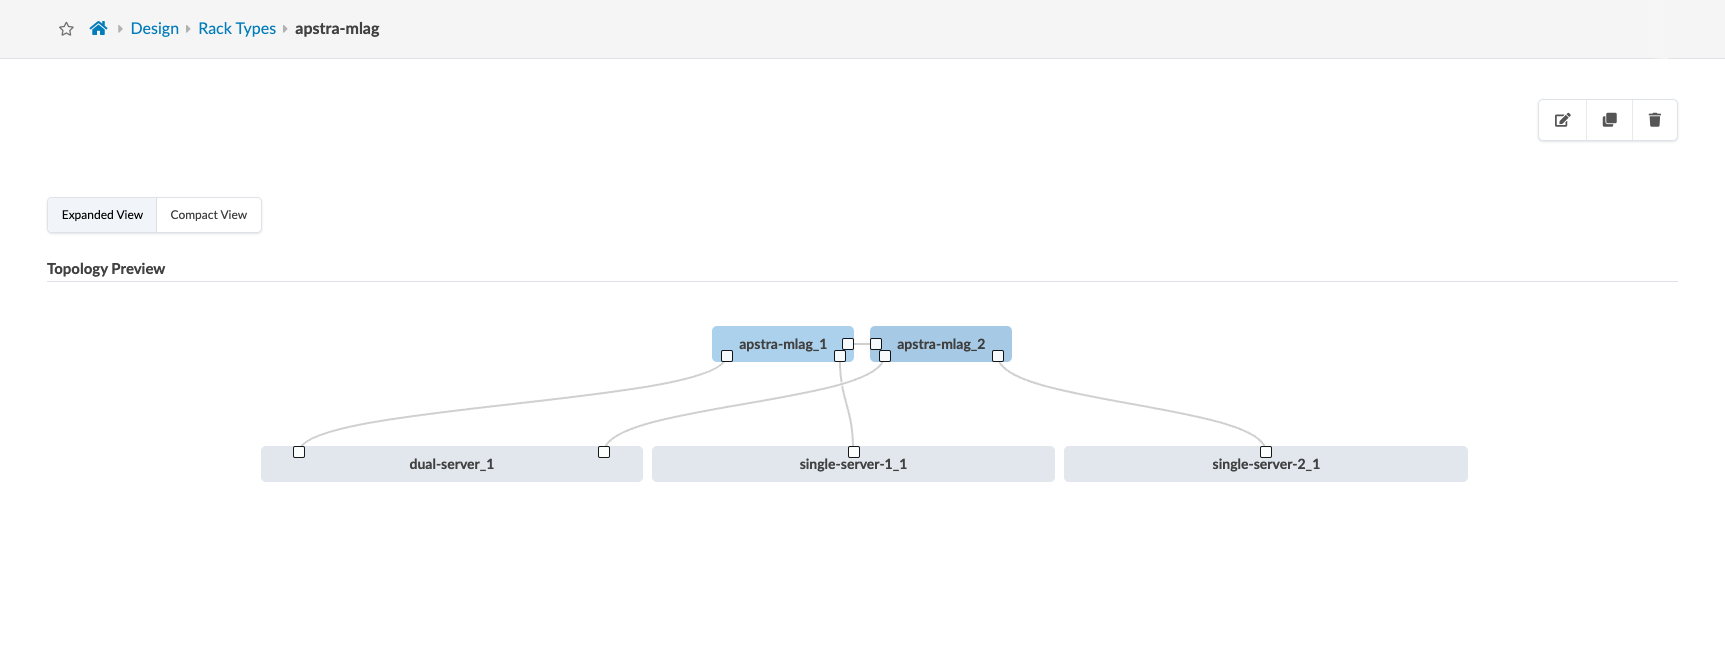 Design Rack Types apstra-mlag
Expanded View Compact View
Topology Preview
apstra-mlag_1 apstra-mlag_2
dual-server_1 single-server-1_1 single-server-2_1